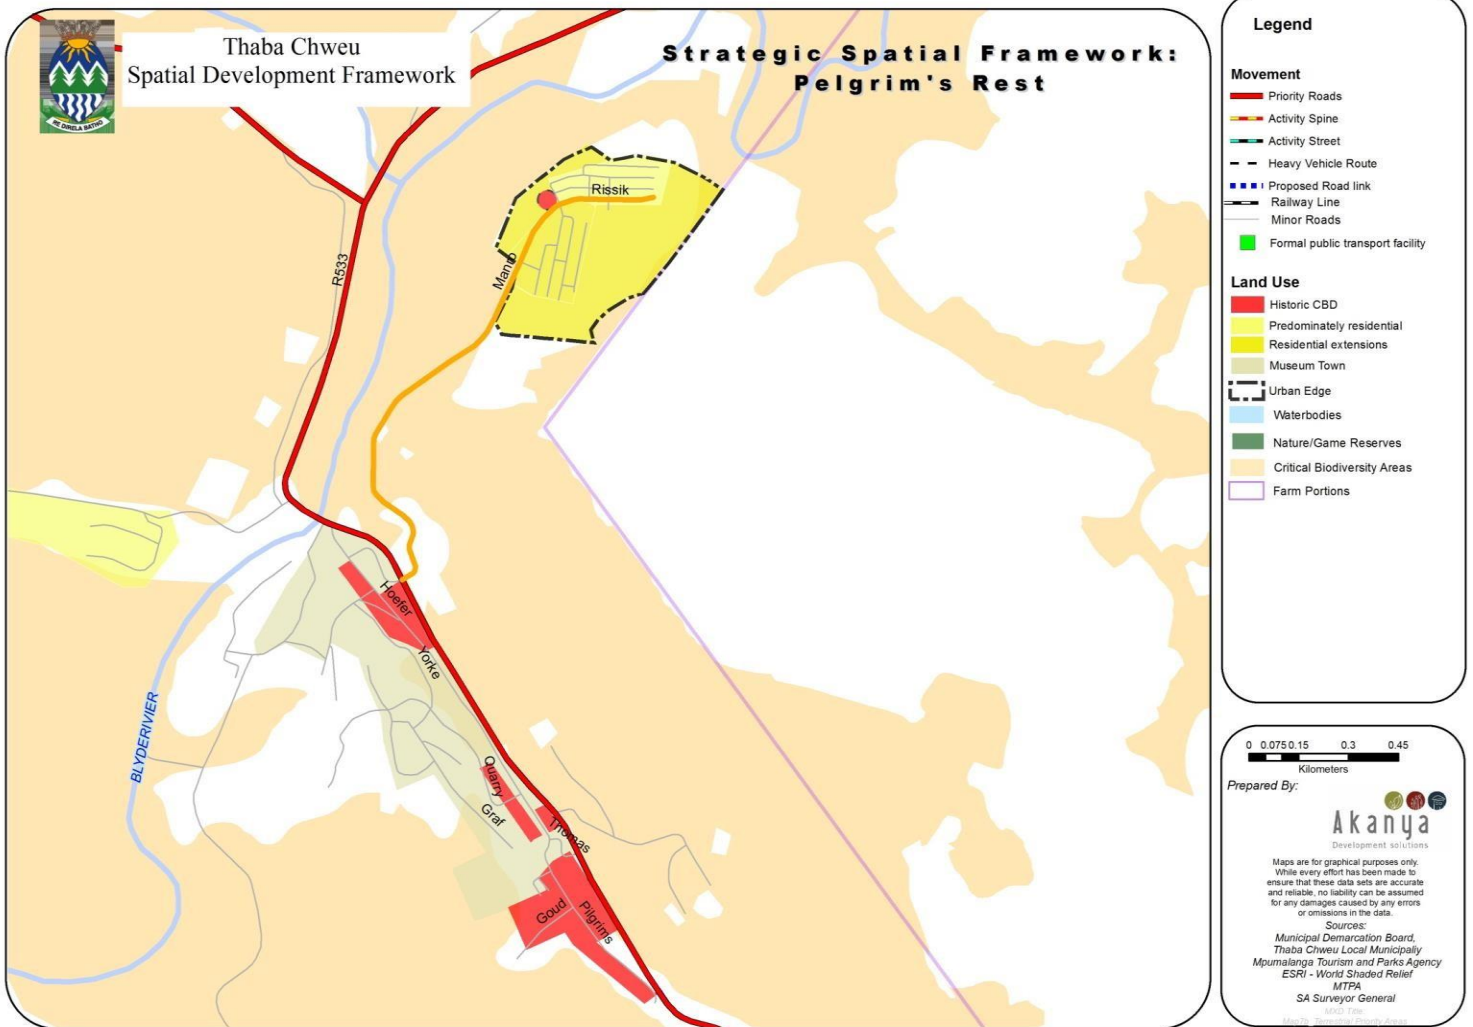 Thaba Chweu
Spatial Development Framework
RE DIRELA BATHO
Strategic Spatial Framework:
Pelgrim's Rest
Rissik
Manro
R533
Hoefer
Yorke
BLYDERIVIER
Quarry
Graf
Thomas
Goud
Pilgrims
Legend
Movement
Priority Roads
Activity Spine
Activity Street
Heavy Vehicle Route
Proposed Road link
Railway Line
Minor Roads
Formal public transport facility
Land Use
Historic CBD
Predominately residential
Residential extensions
Museum Town
Urban Edge
Waterbodies
Nature/Game Reserves
Critical Biodiversity Areas
Farm Portions
0 0.075 0.15 0.3 0.45
Kilometers
Prepared By:
Akanya
Development solutions
Maps are for graphical purposes only.
While every effort has been made to
ensure that these data sets are accurate
and reliable, no liability can be assumed
for any damages caused by any errors
or omissions in the data.
Sources:
Municipal Demarcation Board,
Thaba Chweu Local Municipaliy
Mpumalanga Tourism and Parks Agency
ESRI - World Shaded Relief
MTPA
SA Surveyor General
MXD Title:
Map7b_Terrestrial Priority Areas